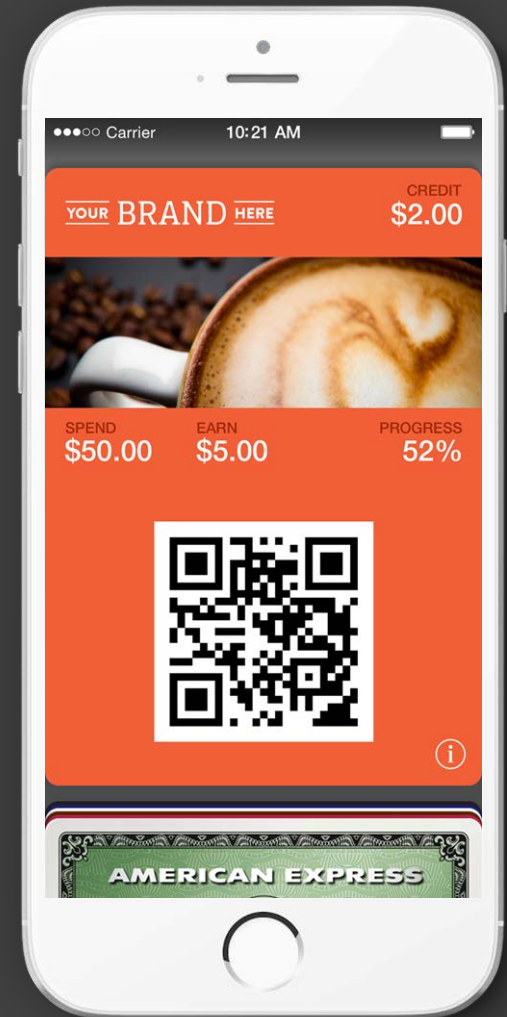 Carrier 10:21 AM
YOUR BRAND HERE
CREDIT
$2.00
SPEND EARN PROGRESS
$50.00 $5.00 52%
i
AMERICAN EXPRESS